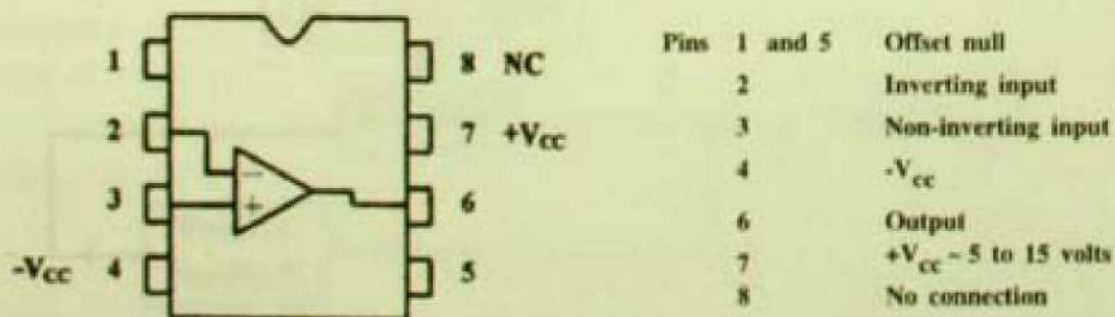 1
8 NC
2
7 +Vcc
−
+
3
6
-Vcc 4
5
Pins 1 and 5 Offset null
2 Inverting input
3 Non-inverting input
4 -Vcc
6 Output
7 +Vcc – 5 to 15 volts
8 No connection